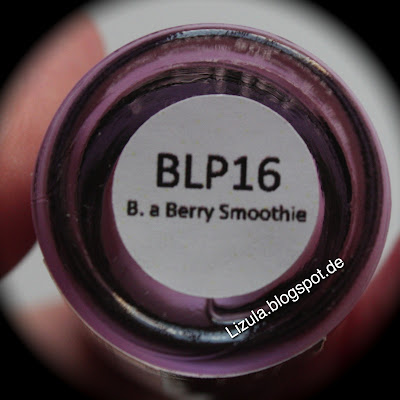 BLP16
B. a Berry Smoothie
Lizula.blogspot.de